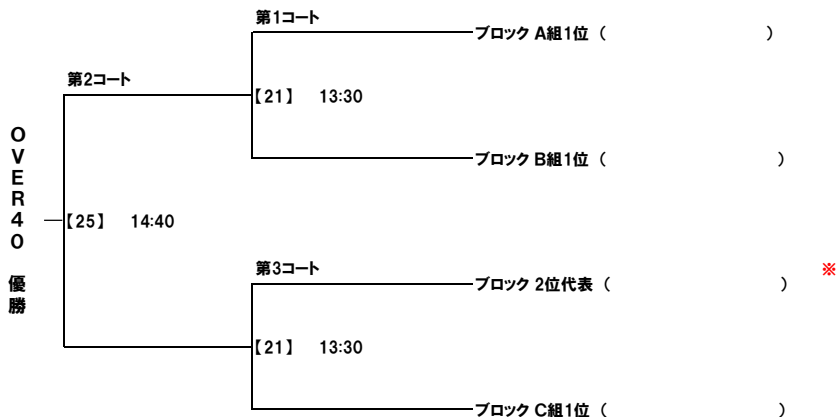 第1コート
ブロック A組1位（　　　　　　　　　　）
第2コート
【21】　13:30
ブロック B組1位（　　　　　　　　　　）
OVER40 優勝
【25】　14:40
第3コート
ブロック 2位代表（　　　　　　　　　　）　※
【21】　13:30
ブロック C組1位（　　　　　　　　　　）